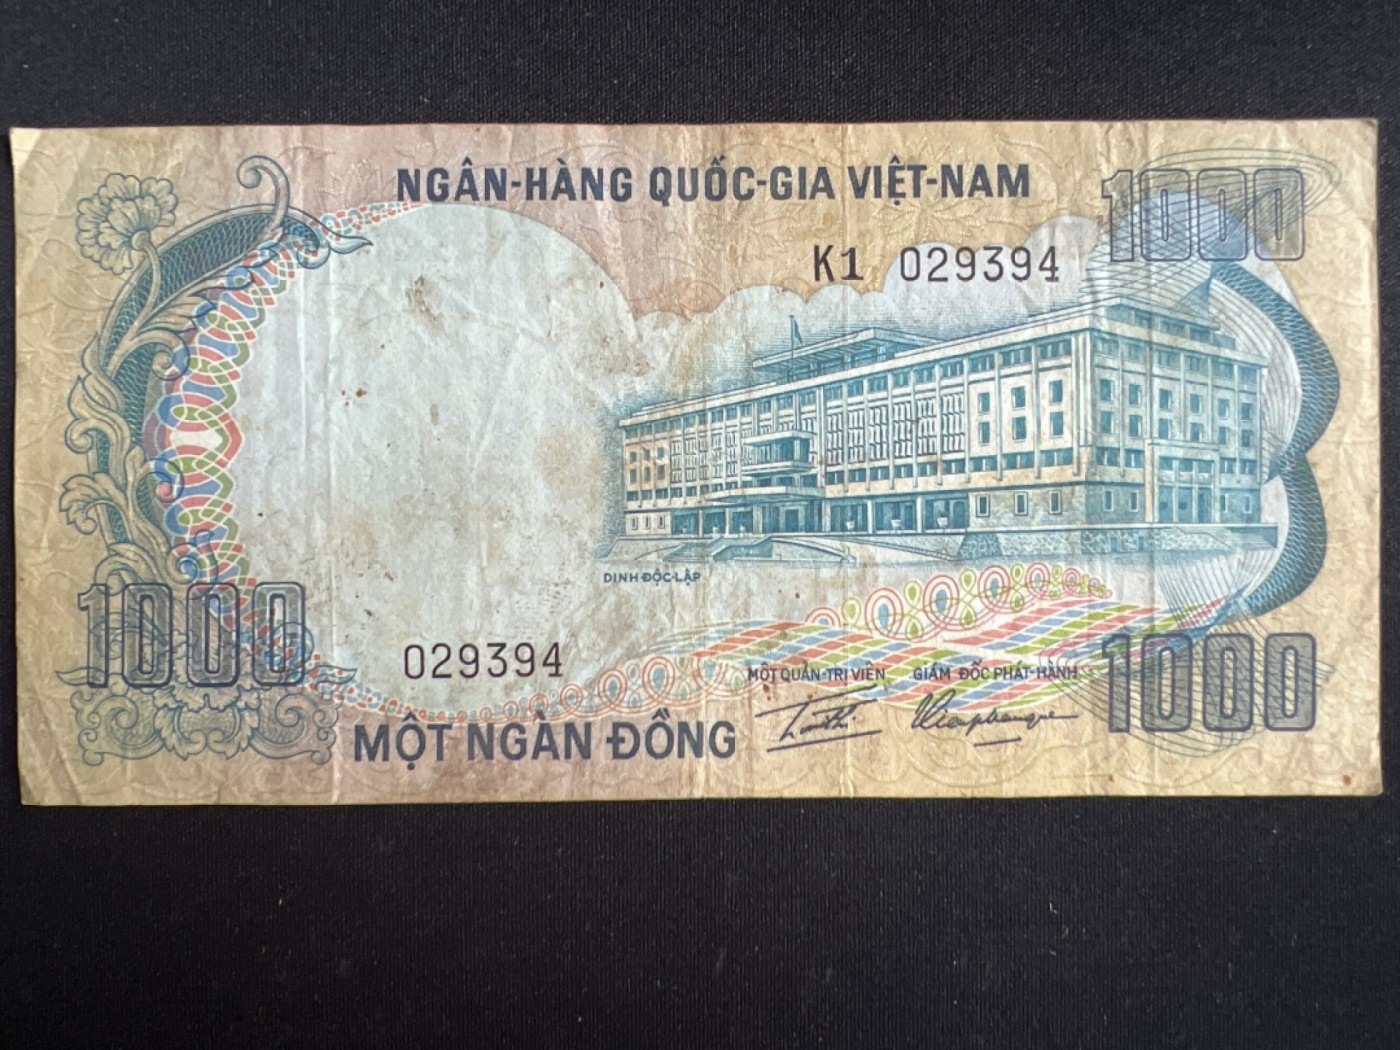 NGÂN-HÀNG QUỐC-GIA VIỆT-NAM
1000
K1 029394
DINH ĐỘC-LẬP
1000
029394
MỘT QUẢN-TRỊ VIÊN
GIÁM ĐỐC PHÁT-HÀNH
1000
MỘT NGÀN ĐỒNG